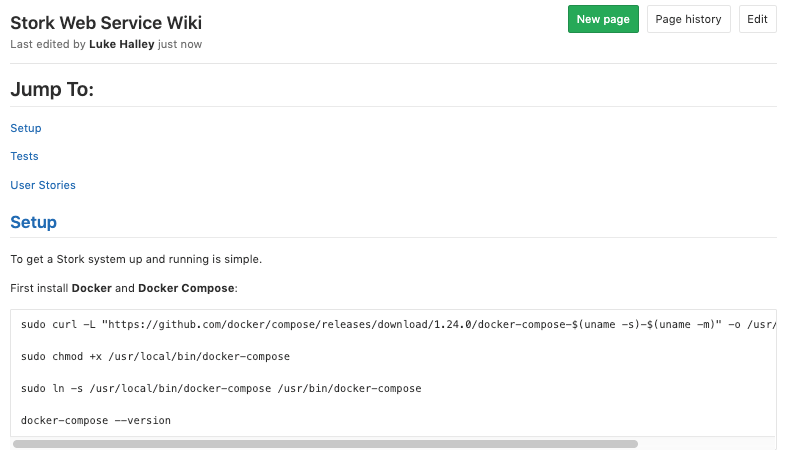 Stork Web Service Wiki
New page
Page history
Edit
Last edited by Luke Halley just now
Jump To:
Setup
Tests
User Stories
Setup
To get a Stork system up and running is simple.
First install Docker and Docker Compose:
sudo curl -L "https://github.com/docker/compose/releases/download/1.24.0/docker-compose-$(uname -s)-$(uname -m)" -o /usr/
sudo chmod +x /usr/local/bin/docker-compose
sudo ln -s /usr/local/bin/docker-compose /usr/bin/docker-compose
docker-compose --version